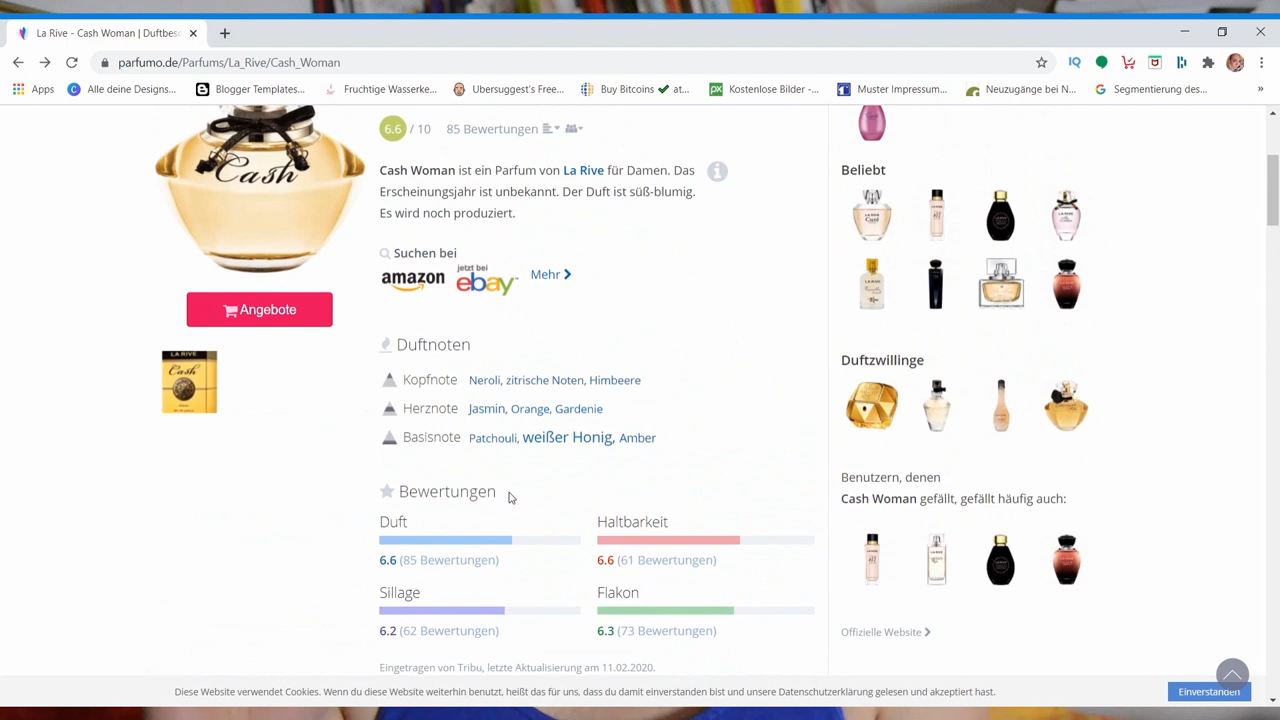 La Rive - Cash Woman | Duftbesc
parfumo.de/Parfums/La_Rive/Cash_Woman
IQ
Apps
Alle deine Designs...
Blogger Templates...
Fruchtige Wasserke...
Ubersuggest's Free...
Buy Bitcoins ✔ at...
px Kostenlose Bilder -...
Muster Impressum...
Neuzugänge bei N...
G Segmentierung des...
»
Cash
6.6 / 10 85 Bewertungen
Cash Woman ist ein Parfum von La Rive für Damen. Das
Erscheinungsjahr ist unbekannt. Der Duft ist süß-blumig.
Es wird noch produziert.
Suchen bei
amazon
jetzt bei
ebay
Mehr
Angebote
LA RIVE
Cash
Duftnoten
Kopfnote Neroli, zitrische Noten, Himbeere
Herznote Jasmin, Orange, Gardenie
Basisnote Patchouli, weißer Honig, Amber
Bewertungen
Duft
6.6 (85 Bewertungen)
Haltbarkeit
6.6 (61 Bewertungen)
Sillage
6.2 (62 Bewertungen)
Flakon
6.3 (73 Bewertungen)
Eingetragen von Tribu, letzte Aktualisierung am 11.02.2020.
Beliebt
Duftzwillinge
Benutzern, denen
Cash Woman gefällt, gefällt häufig auch:
Offizielle Website
Diese Website verwendet Cookies. Wenn du diese Website weiterhin benutzt, heißt das für uns, dass du damit einverstanden bist und unsere Datenschutzerklärung gelesen und akzeptiert hast.
Einverstanden